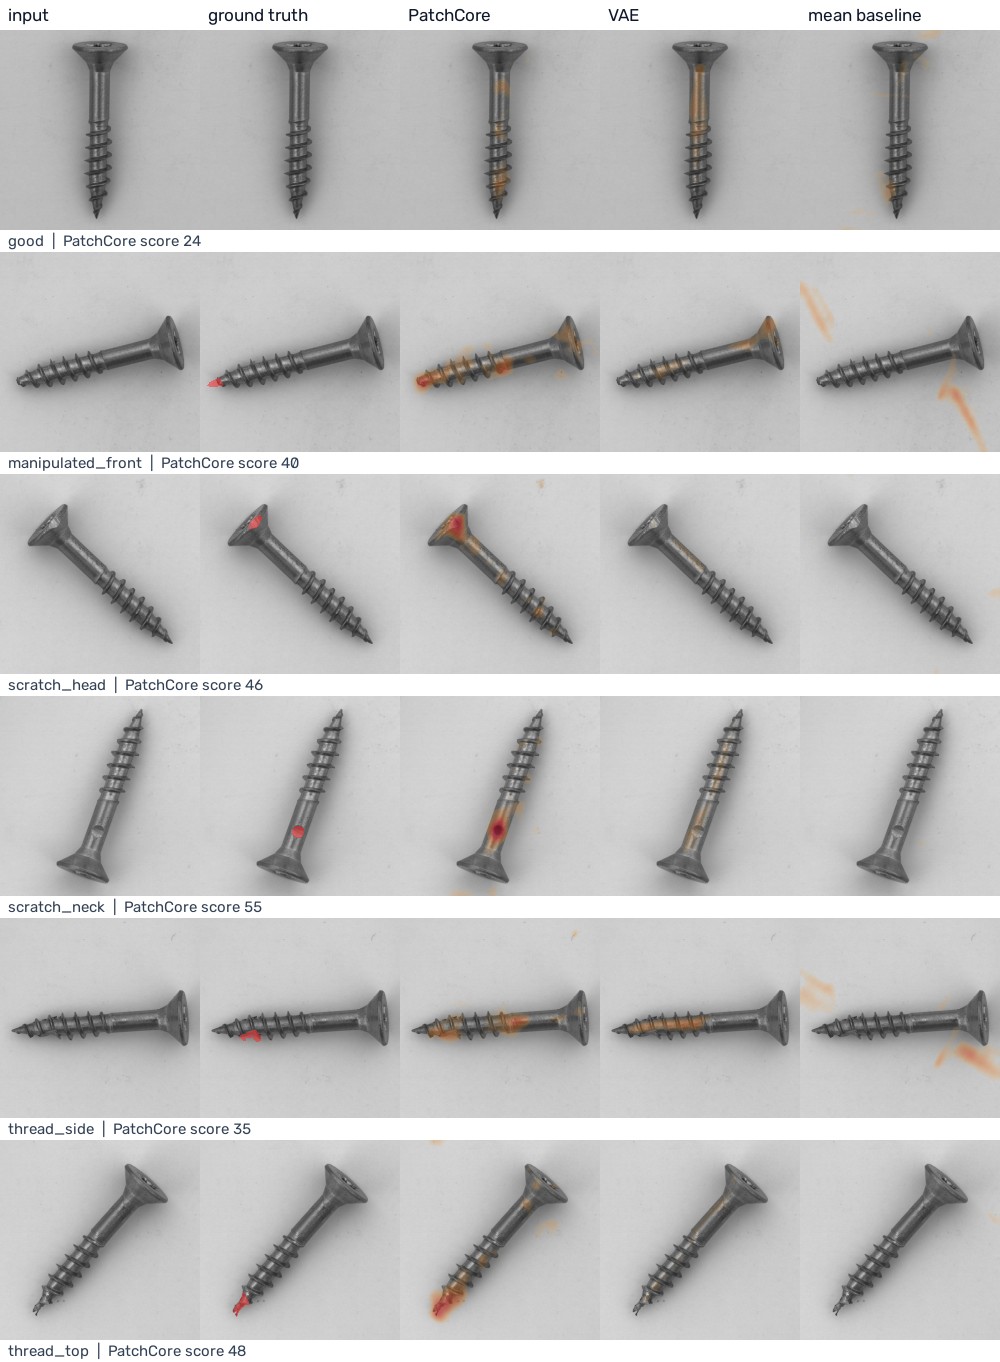 input ground truth PatchCore VAE mean baseline
good | PatchCore score 24
manipulated_front | PatchCore score 40
scratch_head | PatchCore score 46
scratch_neck | PatchCore score 55
thread_side | PatchCore score 35
thread_top | PatchCore score 48